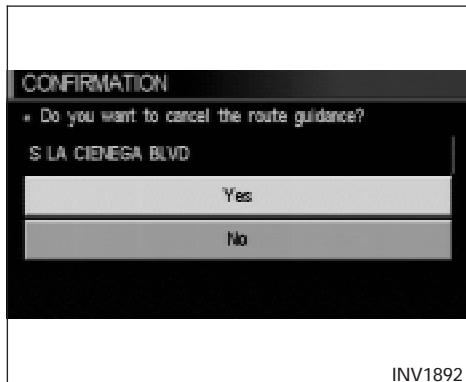 CONFIRMATION
• Do you want to cancel the route guidance?
S LA CIENEGA BLVD
Yes
No
INV1892